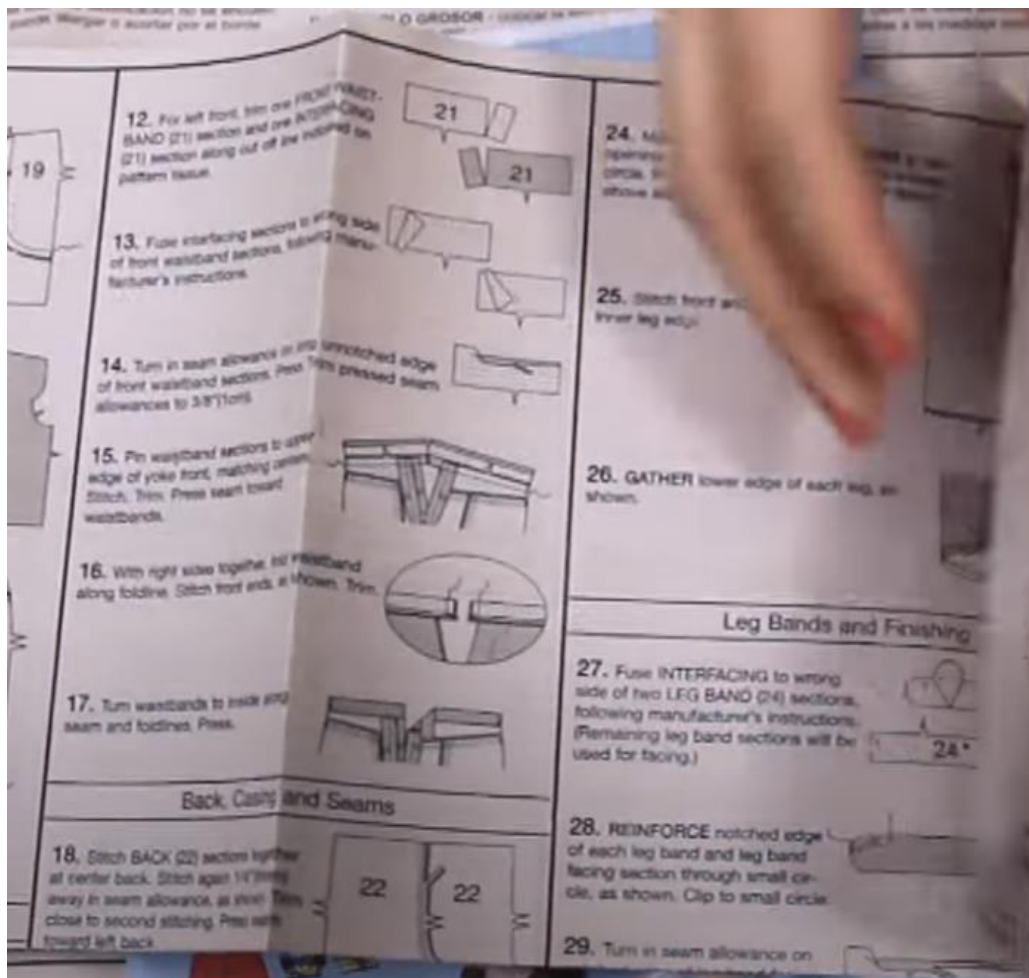 O GROSOR
19
12. For left front, trim one FRONT WAIST-
BAND (21) section and one INTERFACING
(21) section along cut off line indicated on
pattern tissue.
21
21
13. Fuse interfacing sections to wrong side
of front waistband sections, following manu-
facturer's instructions.
14. Turn in seam allowance on unnotched edge
of front waistband sections. Press. Trim pressed seam
allowances to 3/8"(1cm).
15. Pin waistband sections to upper
edge of yoke front, matching centers.
Stitch. Trim. Press seam toward
waistbands.
16. With right sides together, fold waistband
along foldline. Stitch front ends, as shown. Trim.
17. Turn waistbands to inside along
seam and foldlines. Press.
Back, Casing and Seams
18. Stitch BACK (22) sections together
at center back. Stitch again 1/4"
away in seam allowance, as shown. Trim
close to second stitching. Press seam
toward left back.
22
22
24.
opening
circle.
above
25. Stitch front and
inner leg edge.
26. GATHER lower edge of each leg, as
shown.
Leg Bands and Finishing
27. Fuse INTERFACING to wrong
side of two LEG BAND (24) sections,
following manufacturer's instructions.
(Remaining leg band sections will be
used for facing.)
24
28. REINFORCE notched edge
of each leg band and leg band
facing section through small cir-
cle, as shown. Clip to small circle.
29. Turn in seam allowance on